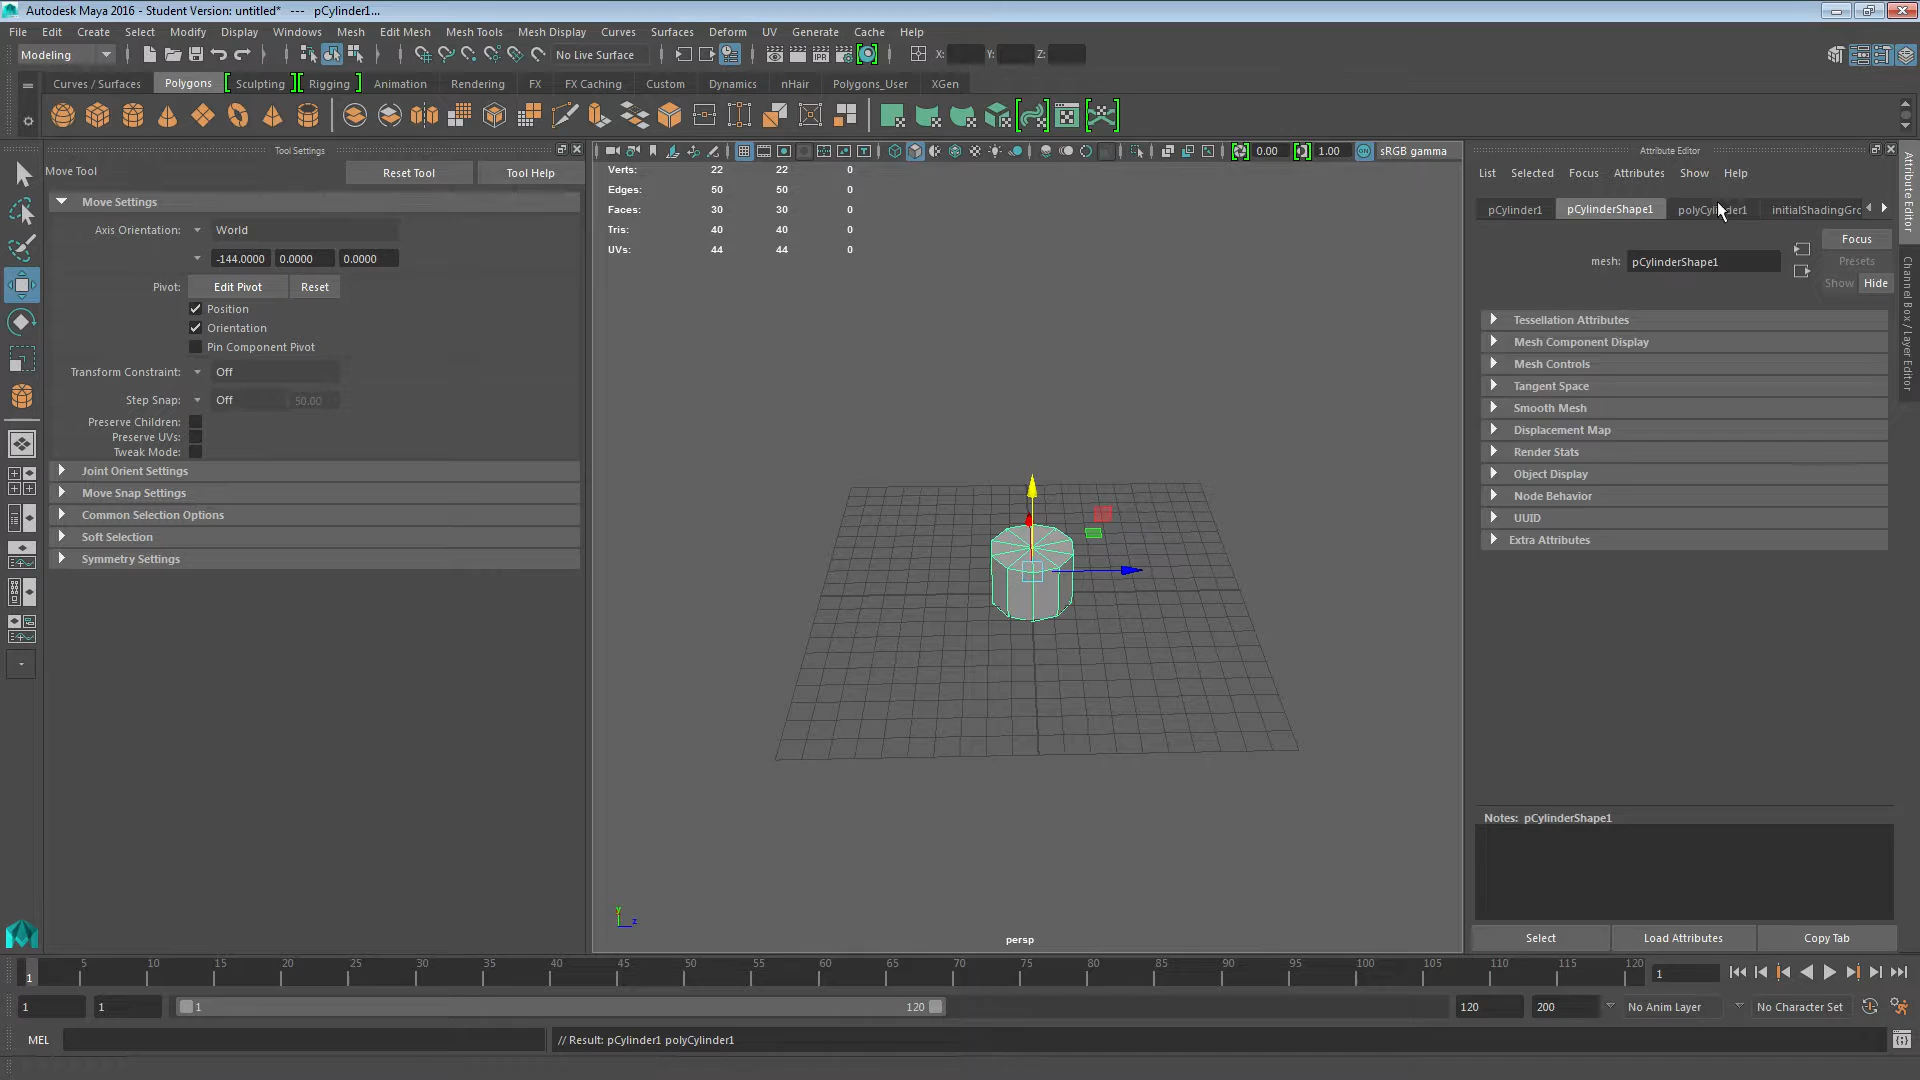 Autodesk Maya 2016 - Student Version: untitled*   ---   pCylinder1...
File Edit Create Select Modify Display Windows Mesh Edit Mesh Mesh Tools Mesh Display Curves Surfaces Deform UV Generate Cache Help
Modeling No Live Surface X: Y: Z:
Curves / Surfaces Polygons Sculpting Rigging Animation Rendering FX FX Caching Custom Dynamics nHair Polygons_User XGen
Tool Settings
Move Tool Reset Tool Tool Help
Move Settings
Axis Orientation: World
-144.0000 0.0000 0.0000
Pivot: Edit Pivot Reset
Position
Orientation
Pin Component Pivot
Transform Constraint: Off
Step Snap: Off 50.00
Preserve Children:
Preserve UVs:
Tweak Mode:
Joint Orient Settings
Move Snap Settings
Common Selection Options
Soft Selection
Symmetry Settings
0.00 1.00 ON sRGB gamma
Verts: 22 22 0
Edges: 50 50 0
Faces: 30 30 0
Tris: 40 40 0
UVs: 44 44 0
y
z
persp
Attribute Editor
List Selected Focus Attributes Show Help
pCylinder1 pCylinderShape1 polyCylinder1 initialShadingGro
Focus
mesh: pCylinderShape1
Presets
Show Hide
Tessellation Attributes
Mesh Component Display
Mesh Controls
Tangent Space
Smooth Mesh
Displacement Map
Render Stats
Object Display
Node Behavior
UUID
Extra Attributes
Notes: pCylinderShape1
Select Load Attributes Copy Tab
Attribute Editor
Channel Box / Layer Editor
1 5 10 15 20 25 30 35 40 45 50 55 60 65 70 75 80 85 90 95 100 105 110 115 120 1
1 1 1 120 120 200 No Anim Layer No Character Set
MEL // Result: pCylinder1 polyCylinder1